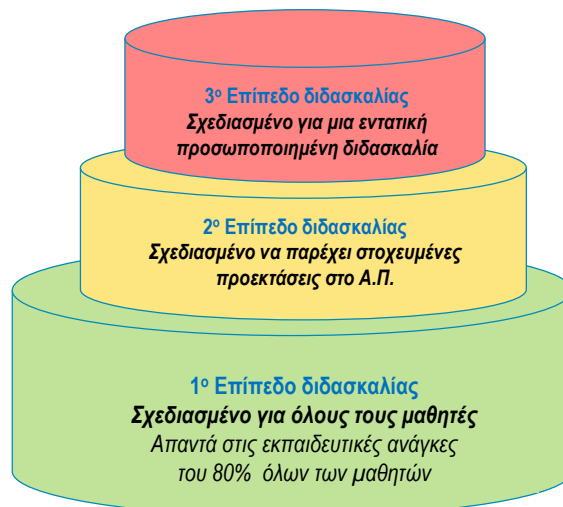 3ο Επίπεδο διδασκαλίας
Σχεδιασμένο για μια εντατική
προσωποποιημένη διδασκαλία
2ο Επίπεδο διδασκαλίας
Σχεδιασμένο να παρέχει στοχευμένες
προεκτάσεις στο Α.Π.
1ο Επίπεδο διδασκαλίας
Σχεδιασμένο για όλους τους μαθητές
Απαντά στις εκπαιδευτικές ανάγκες
του 80% όλων των μαθητών